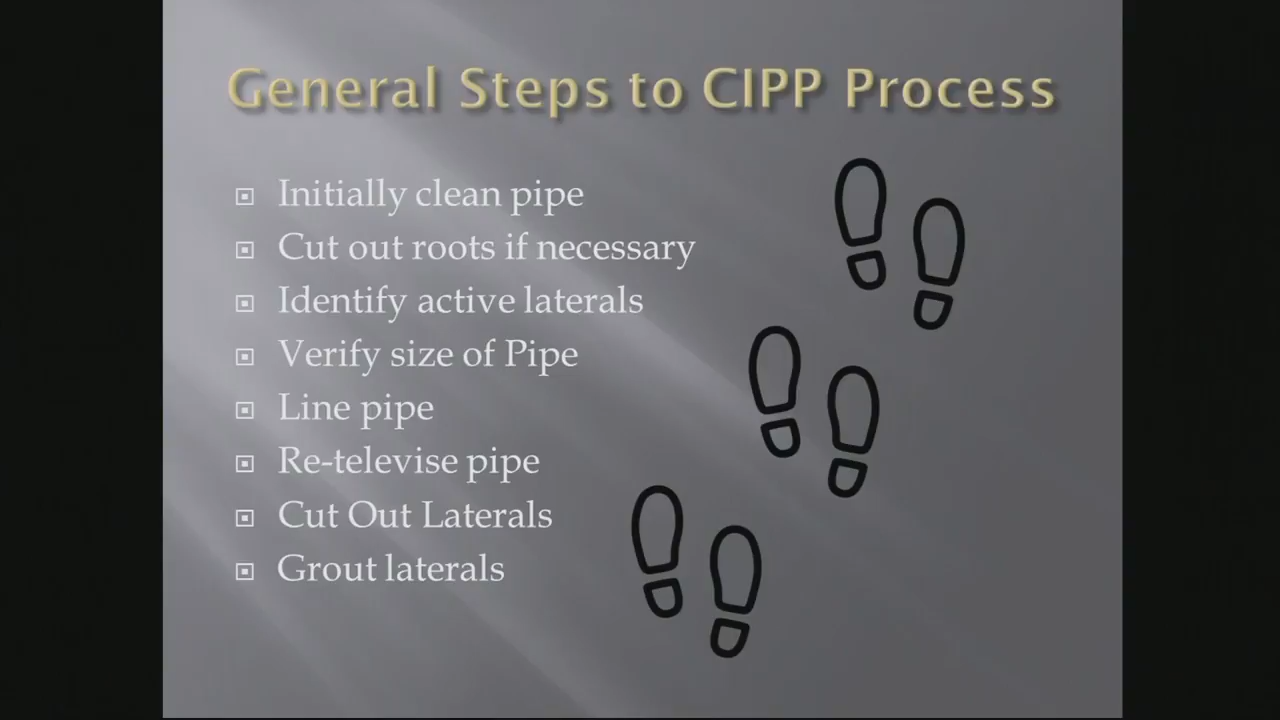 General Steps to CIPP Process
Initially clean pipe
Cut out roots if necessary
Identify active laterals
Verify size of Pipe
Line pipe
Re-televise pipe
Cut Out Laterals
Grout laterals